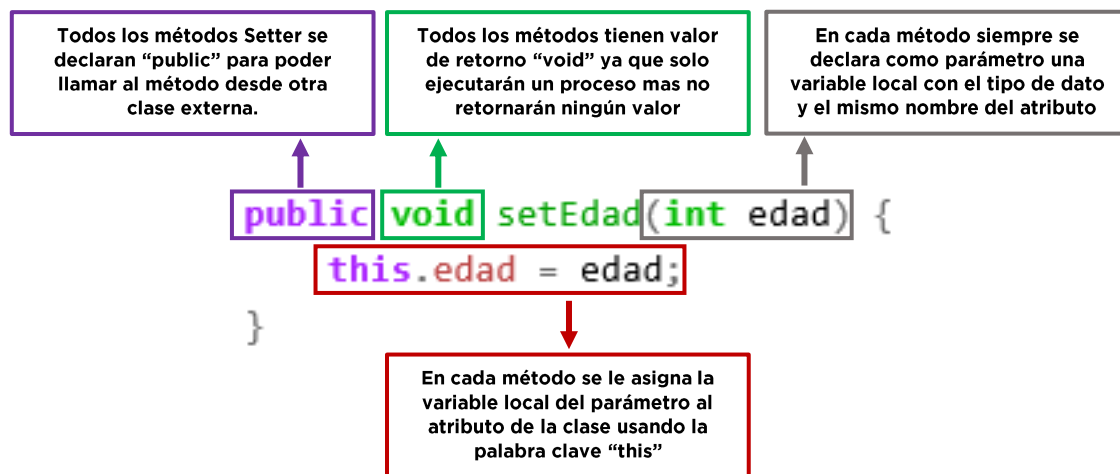 Todos los métodos Setter se
declaran “public” para poder
llamar al método desde otra
clase externa.
Todos los métodos tienen valor
de retorno “void” ya que solo
ejecutarán un proceso mas no
retornarán ningún valor
En cada método siempre se
declara como parámetro una
variable local con el tipo de dato
y el mismo nombre del atributo
public void setEdad(int edad) {
this.edad = edad;
}
En cada método se le asigna la
variable local del parámetro al
atributo de la clase usando la
palabra clave “this”